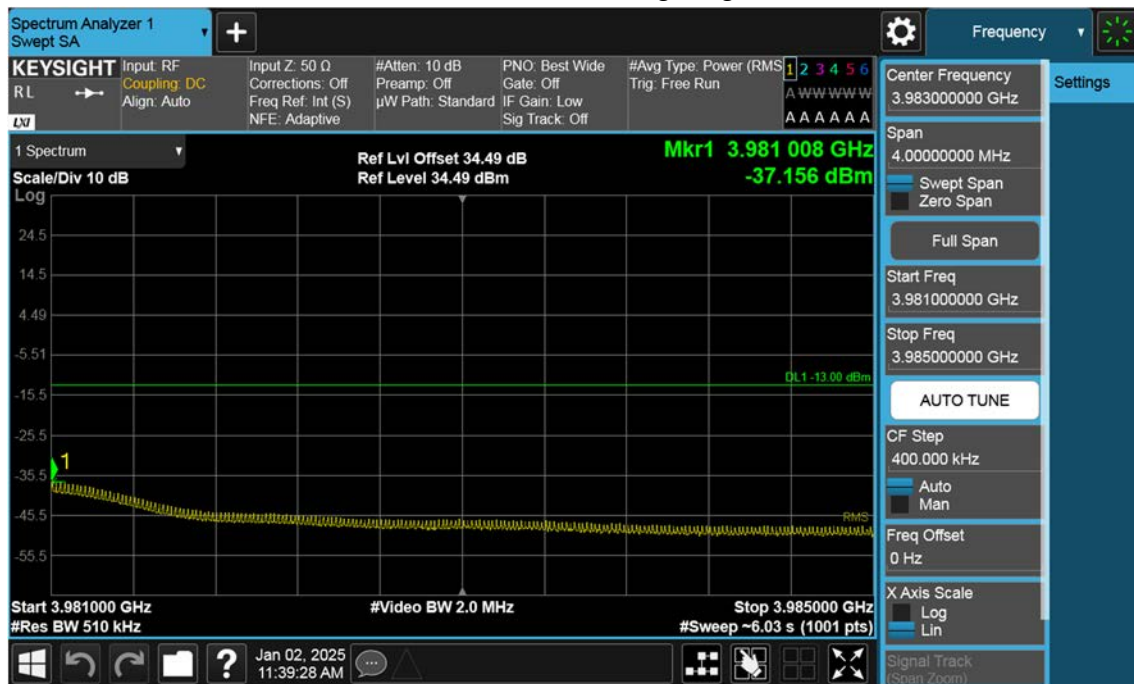 Spectrum Analyzer 1
Swept SA
+
Frequency
KEYSIGHT
RL
LXI
Input: RF
Coupling: DC
Align: Auto
Input Z: 50 Ω
Corrections: Off
Freq Ref: Int (S)
NFE: Adaptive
#Atten: 10 dB
Preamp: Off
µW Path: Standard
PNO: Best Wide
Gate: Off
IF Gain: Low
Sig Track: Off
#Avg Type: Power (RMS
Trig: Free Run
1 2 3 4 5 6
A W W W W W
A A A A A A
1 Spectrum
Scale/Div 10 dB
Log
Ref Lvl Offset 34.49 dB
Ref Level 34.49 dBm
Mkr1 3.981 008 GHz
-37.156 dBm
24.5
14.5
4.49
-5.51
DL1 -13.00 dBm
-15.5
-25.5
1
-35.5
-45.5
RMS
-55.5
Start 3.981000 GHz
#Res BW 510 kHz
#Video BW 2.0 MHz
Stop 3.985000 GHz
#Sweep ~6.03 s (1001 pts)
Center Frequency
3.983000000 GHz
Settings
Span
4.00000000 MHz
Swept Span
Zero Span
Full Span
Start Freq
3.981000000 GHz
Stop Freq
3.985000000 GHz
AUTO TUNE
CF Step
400.000 kHz
Auto
Man
Freq Offset
0 Hz
X Axis Scale
Log
Lin
Signal Track
(Span Zoom)
?
Jan 02, 2025
11:39:28 AM